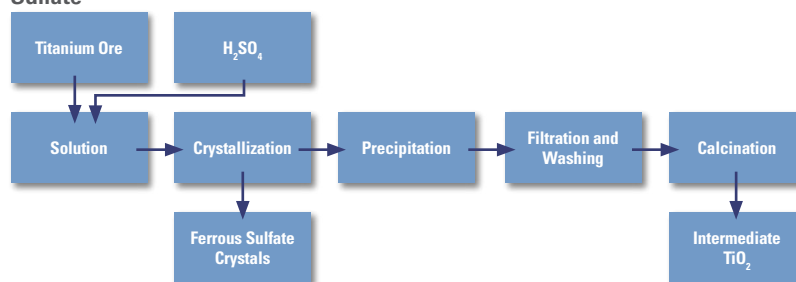 Sulfate
Titanium Ore
H₂SO₄
Solution
Crystallization
Precipitation
Filtration and
Washing
Calcination
Ferrous Sulfate
Crystals
Intermediate
TiO₂